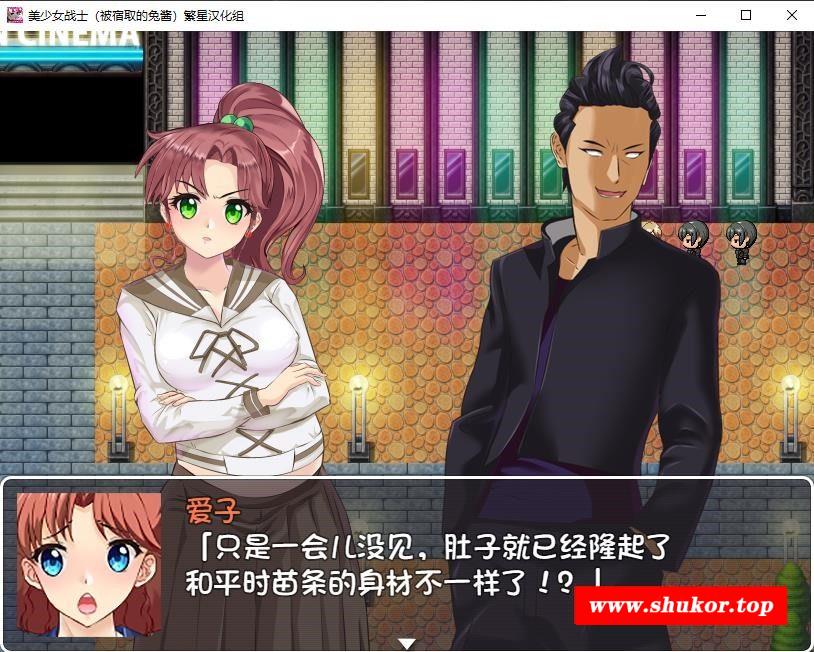 美少女战士（被宿取的兔酱）繁星汉化组
CINEMA
爱子
「只是一会儿没见，肚子就已经隆起了
和平时苗条的身材不一样了！？」
www.shukor.top